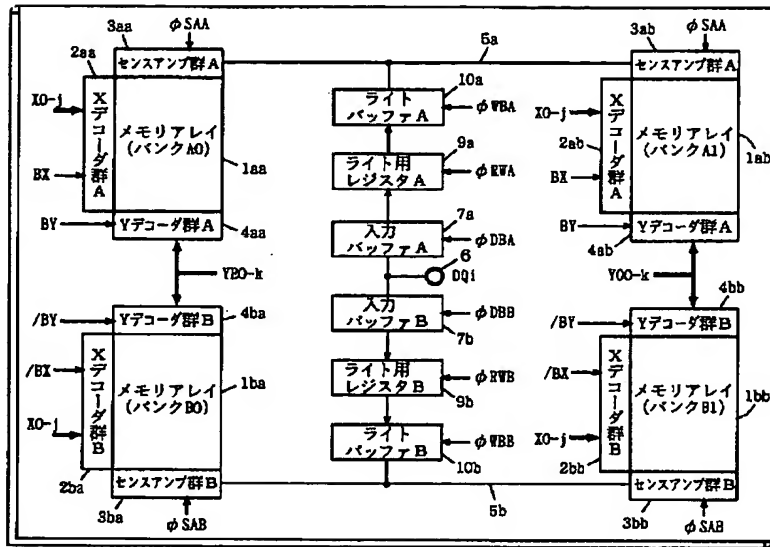 3aa
φSAA
3ab
φSAA
2aa
センスアンプ群A
5a
センスアンプ群A
X0-j
Xデコーダ群A
メモリアレイ
(バンクA0)
1aa
BX
10a
ライト
バッファA
φWBA
9a
ライト用
レジスタA
φRWA
X0-j
Xデコーダ群A
メモリアレイ
(バンクA1)
1ab
2ab
BX
BY
Yデコーダ群A
4aa
7a
入力
バッファA
φDBA
BY
Yデコーダ群A
4ab
6
DQi
YE0-k
YO0-k
/BY
Yデコーダ群B
4ba
入力
バッファB
φDBB
7b
/BY
Yデコーダ群B
4bb
/BX
Xデコーダ群B
メモリアレイ
(バンクB0)
1ba
X0-j
ライト用
レジスタB
φRWB
9b
/BX
Xデコーダ群B
メモリアレイ
(バンクB1)
1bb
X0-j
ライト
バッファB
φWBB
10b
2ba
センスアンプ群B
3ba
φSAB
5b
2bb
センスアンプ群B
3bb
φSAB